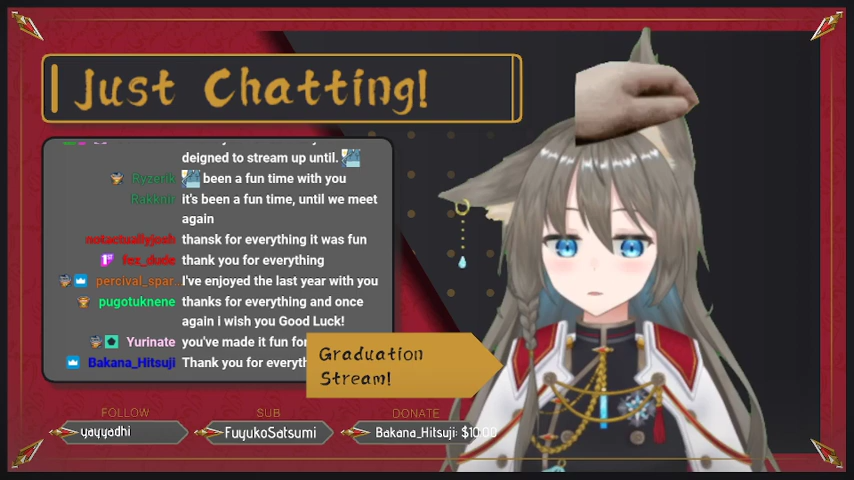 Just Chatting!
deigned to stream up until.
Ryzerik been a fun time with you
Rakknir it's been a fun time, until we meet
again
notactuallyjosh thansk for everything it was fun
fez_dude thank you for everything
percival_spar.. I've enjoyed the last year with you
pugotuknene thanks for everything and once
again i wish you Good Luck!
Yurinate you've made it fun for
Bakana_Hitsuji Thank you for everyth
Graduation
Stream!
FOLLOW SUB DONATE
yayyadhi FuyukoSatsumi Bakana_Hitsuji: $10.00